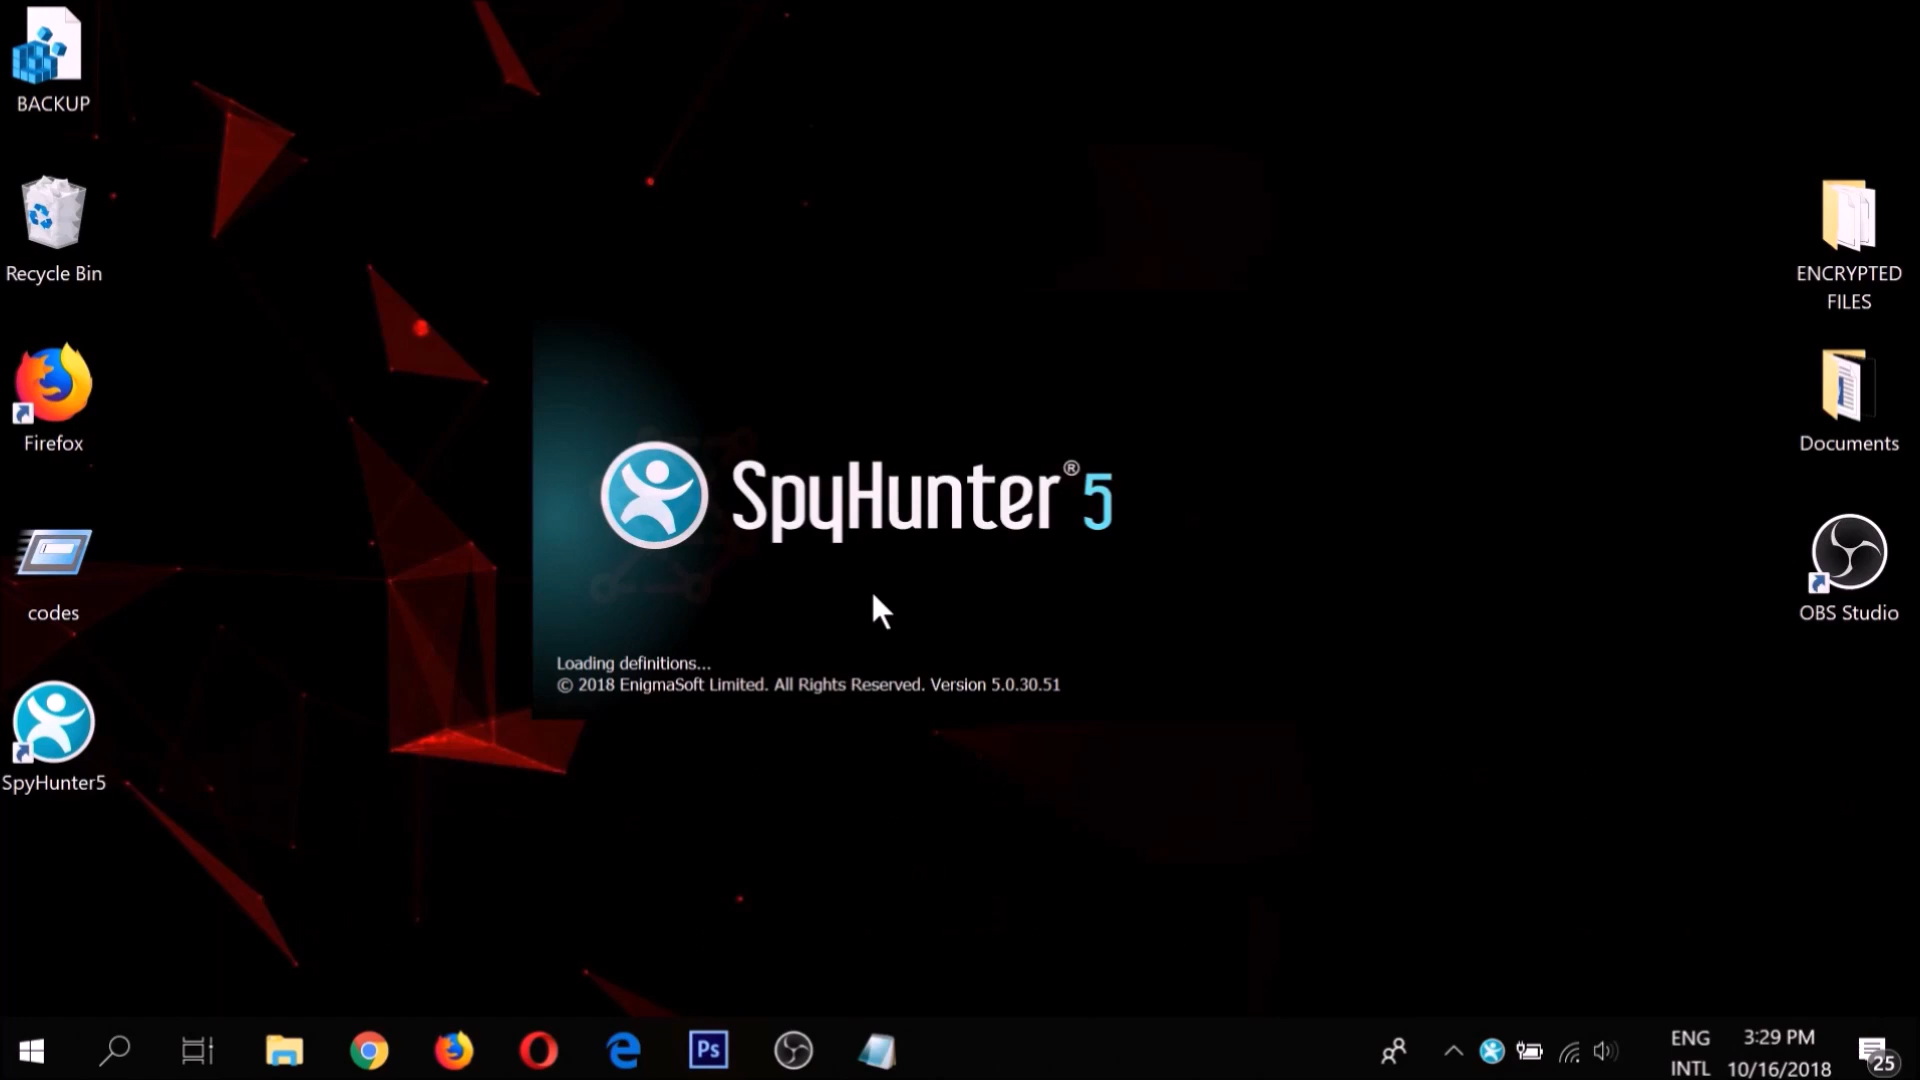 BACKUP
Recycle Bin
Firefox
codes
SpyHunter5
SpyHunter®5
Loading definitions...
© 2018 EnigmaSoft Limited. All Rights Reserved. Version 5.0.30.51
ENCRYPTED
FILES
Documents
OBS Studio
Ps
ENG
INTL
3:29 PM
10/16/2018
25